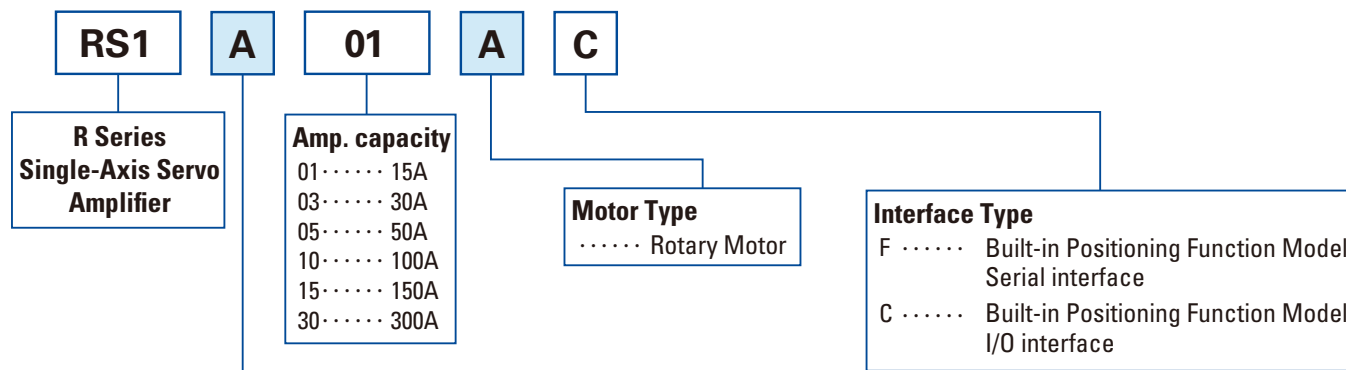 RS1 A 01 A C
R Series
Single-Axis Servo
Amplifier
Amp. capacity
01······ 15A
03······ 30A
05······ 50A
10······ 100A
15······ 150A
30······ 300A
Motor Type
······ Rotary Motor
Interface Type
F ······ Built-in Positioning Function Model
Serial interface
C ······ Built-in Positioning Function Model
I/O interface